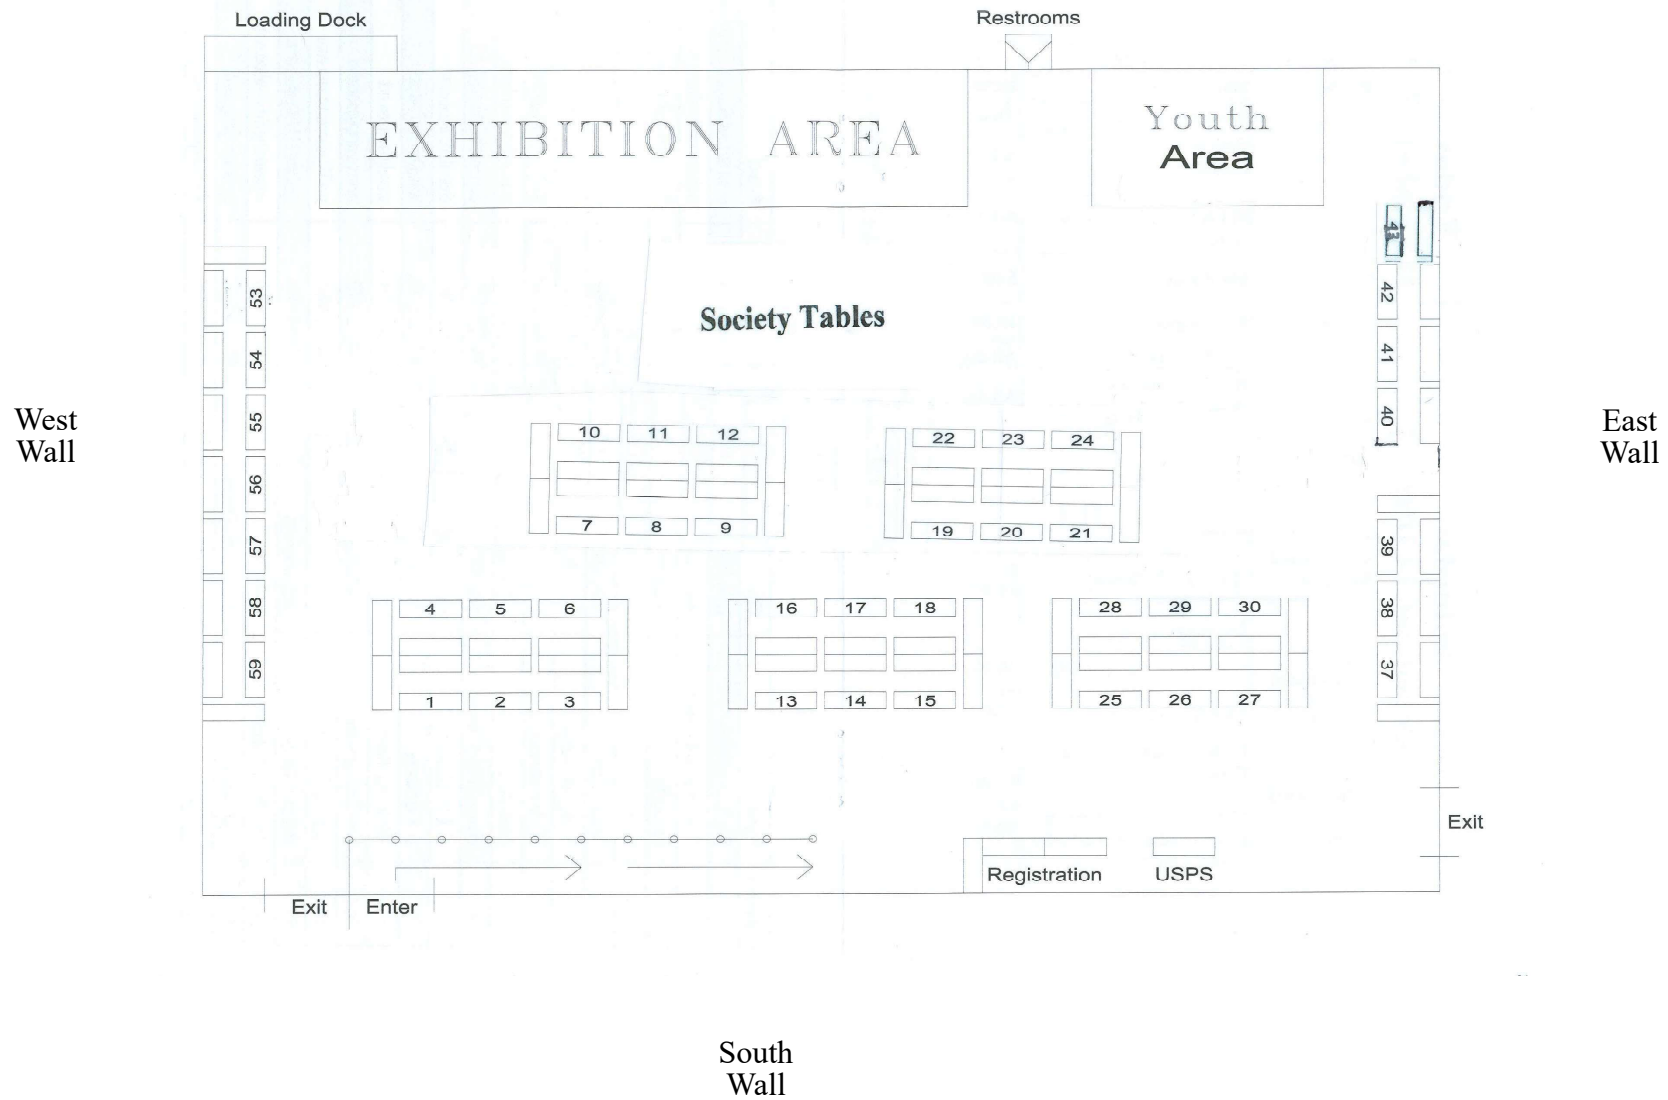 Loading Dock
Restrooms
EXHIBITION AREA
Youth
Area
43
53
42
Society Tables
54
41
55
40
West
Wall
East
Wall
10 11 12
22 23 24
56
7 8 9
19 20 21
57
39
58
38
4 5 6
16 17 18
28 29 30
59
37
1 2 3
13 14 15
25 26 27
Exit
Registration
USPS
Exit
Enter
South
Wall